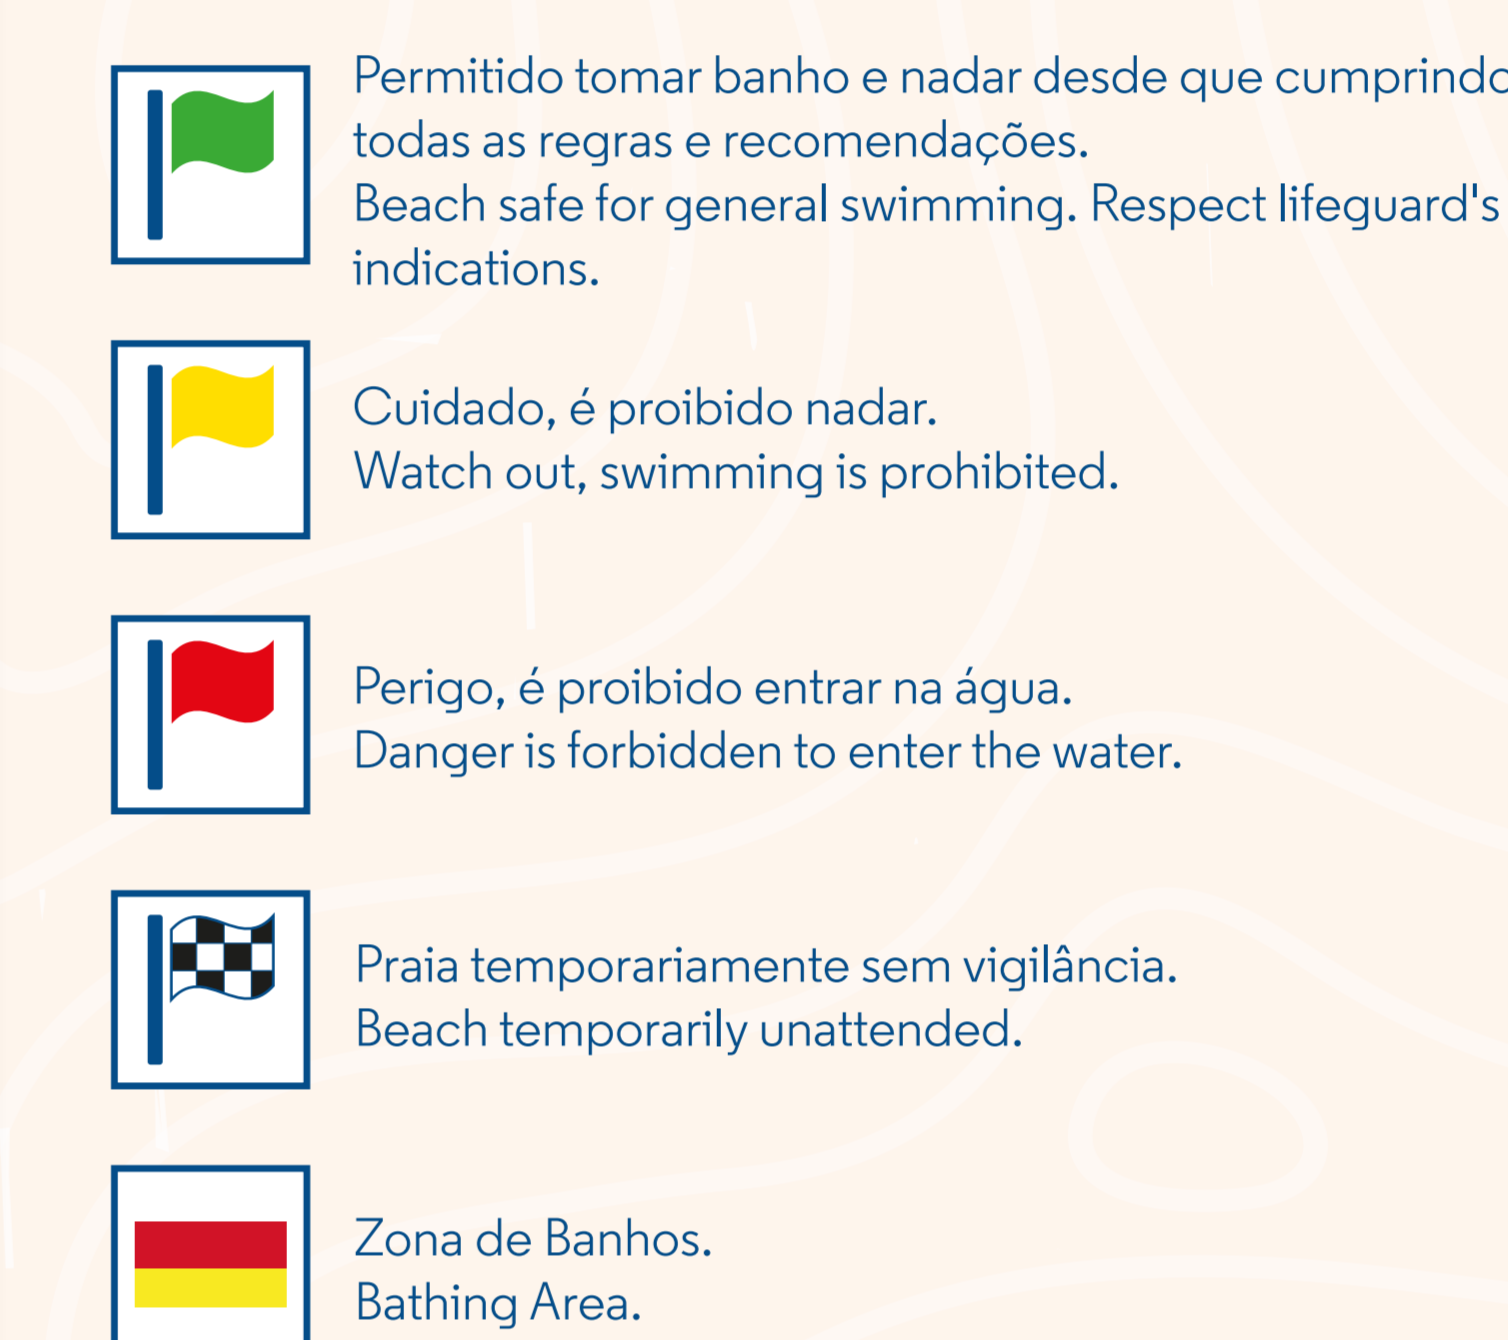 Permitido tomar banho e nadar desde que cumprindo
todas as regras e recomendações.
Beach safe for general swimming. Respect lifeguard's
indications.
Cuidado, é proibido nadar.
Watch out, swimming is prohibited.
Perigo, é proibido entrar na água.
Danger is forbidden to enter the water.
Praia temporariamente sem vigilância.
Beach temporarily unattended.
Zona de Banhos.
Bathing Area.